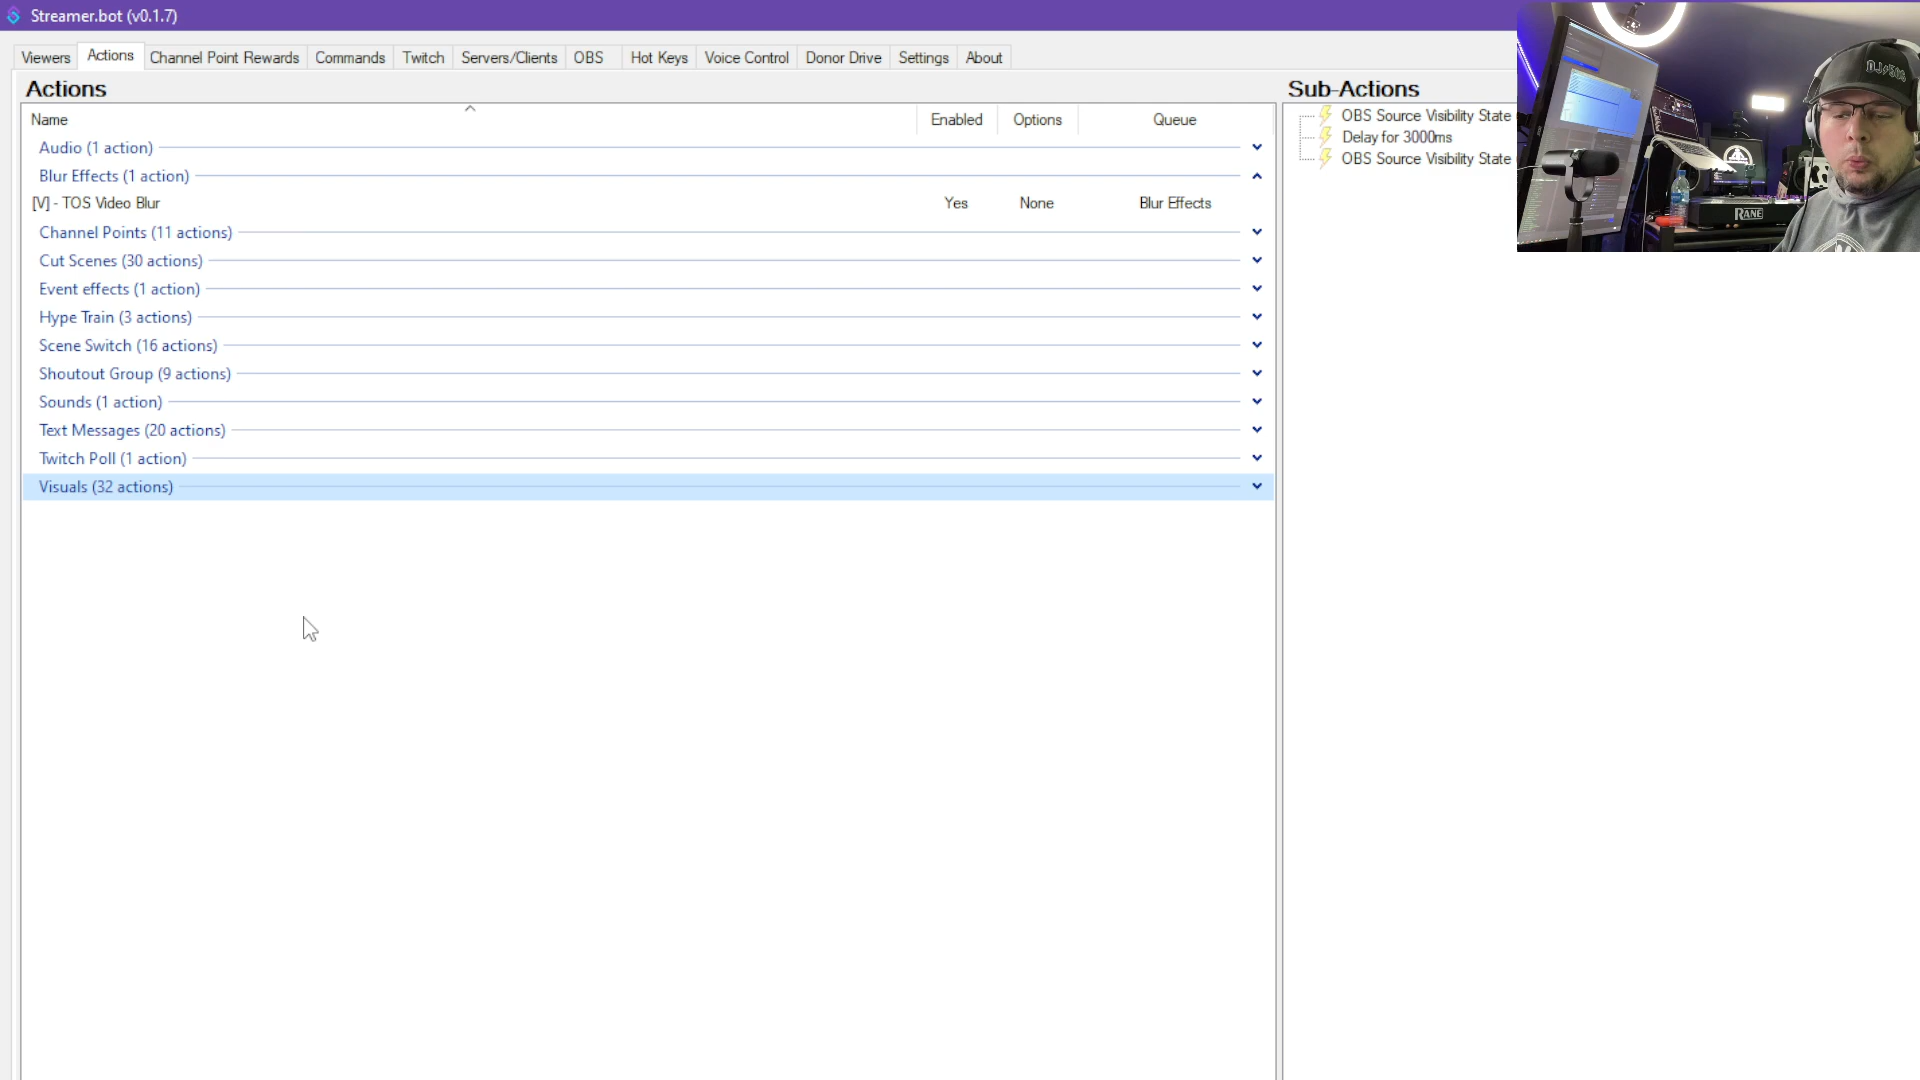 Streamer.bot (v0.1.7)
Viewers Actions Channel Point Rewards Commands Twitch Servers/Clients OBS Hot Keys Voice Control Donor Drive Settings About
Actions
Name Enabled Options Queue
Audio (1 action)
Blur Effects (1 action)
[V] - TOS Video Blur Yes None Blur Effects
Channel Points (11 actions)
Cut Scenes (30 actions)
Event effects (1 action)
Hype Train (3 actions)
Scene Switch (16 actions)
Shoutout Group (9 actions)
Sounds (1 action)
Text Messages (20 actions)
Twitch Poll (1 action)
Visuals (32 actions)
Sub-Actions
OBS Source Visibility State
Delay for 3000ms
OBS Source Visibility State
RANE